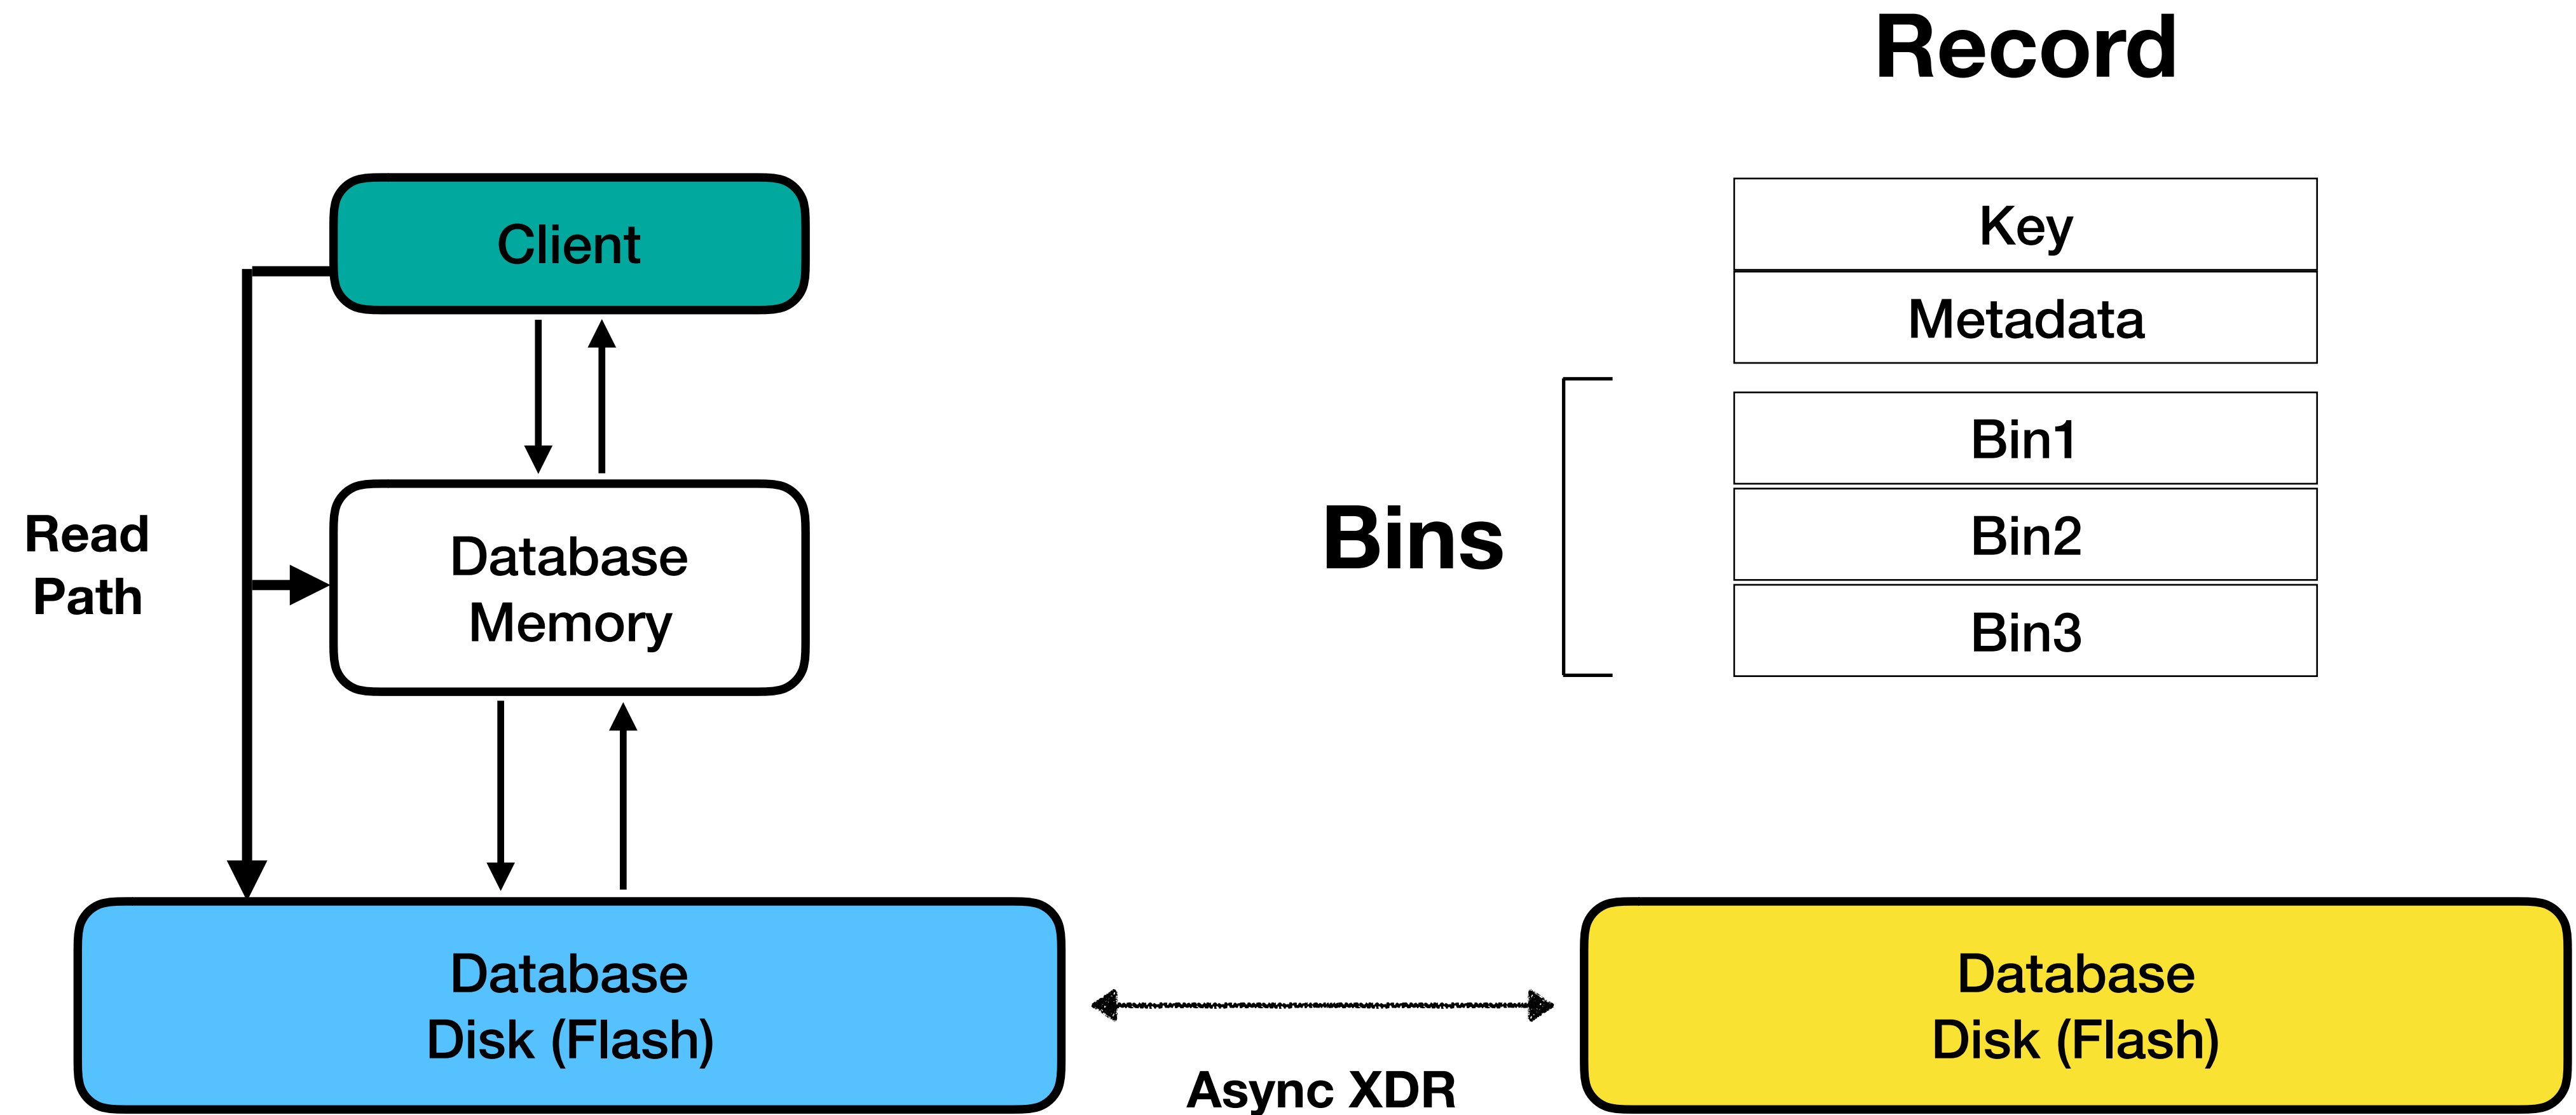 Record
Client
Key
Metadata
Read
Path
Database
Memory
Bins
Bin1
Bin2
Bin3
Database
Disk (Flash)
Async XDR
Database
Disk (Flash)